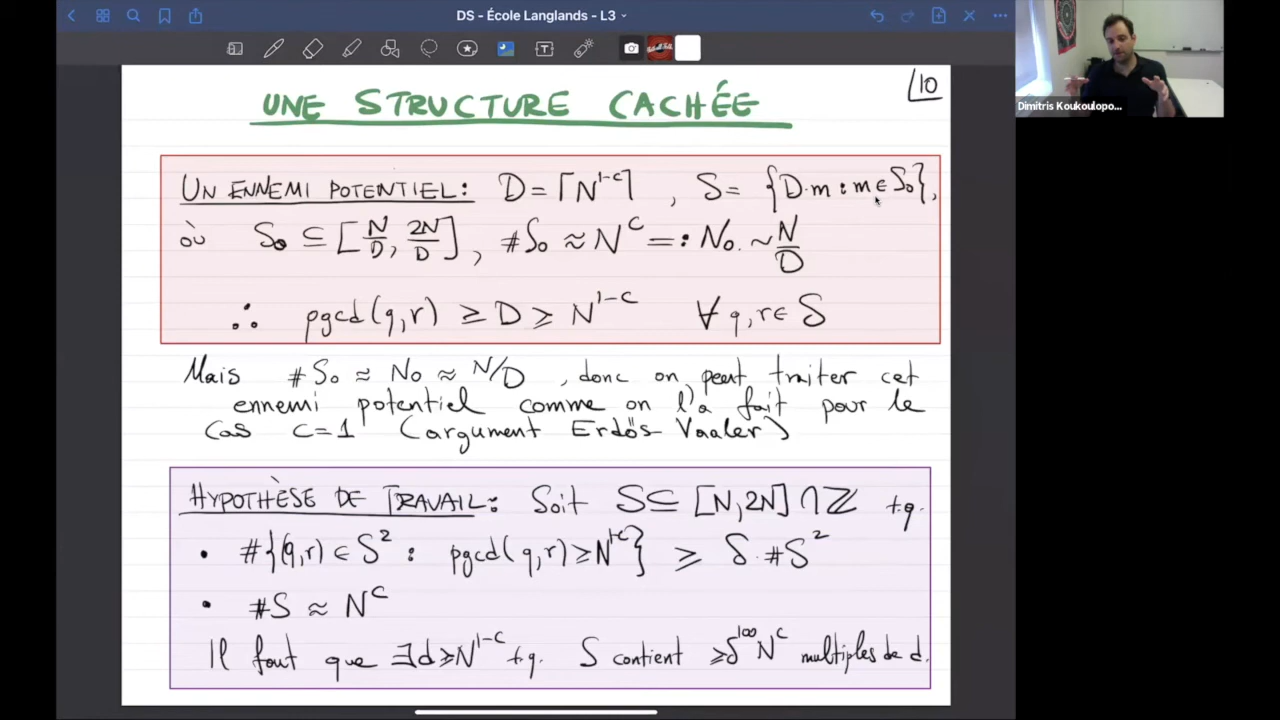 DS - École Langlands - L3
UNE STRUCTURE CACHÉE
10
UN ENNEMI POTENTIEL: D = ⌈N^{1-c}⌉ , S = {D·m : m ∈ S₀},
où S₀ ⊆ [N/D, 2N/D], #S₀ ≈ N^c =: N₀. ~ N/D
∴ pgcd(q,r) ≥ D ≥ N^{1-c} ∀ q,r ∈ S
Mais #S₀ ≈ N₀ ≈ N/D , donc on peut traiter cet
ennemi potentiel comme on l'a fait pour le
cas c=1 (argument Erdős-Vaaler)
HYPOTHÈSE DE TRAVAIL: Soit S ⊆ [N,2N] ∩ ℤ t.q.
• #{(q,r) ∈ S² : pgcd(q,r) ≥ N^{1-c}} ≥ δ·#S²
• #S ≈ N^c
Il faut que ∃d ≥ N^{1-c} t.q. S contient ≥ δ^{100} N^c multiples de d.
Dimitris Koukoulopo...